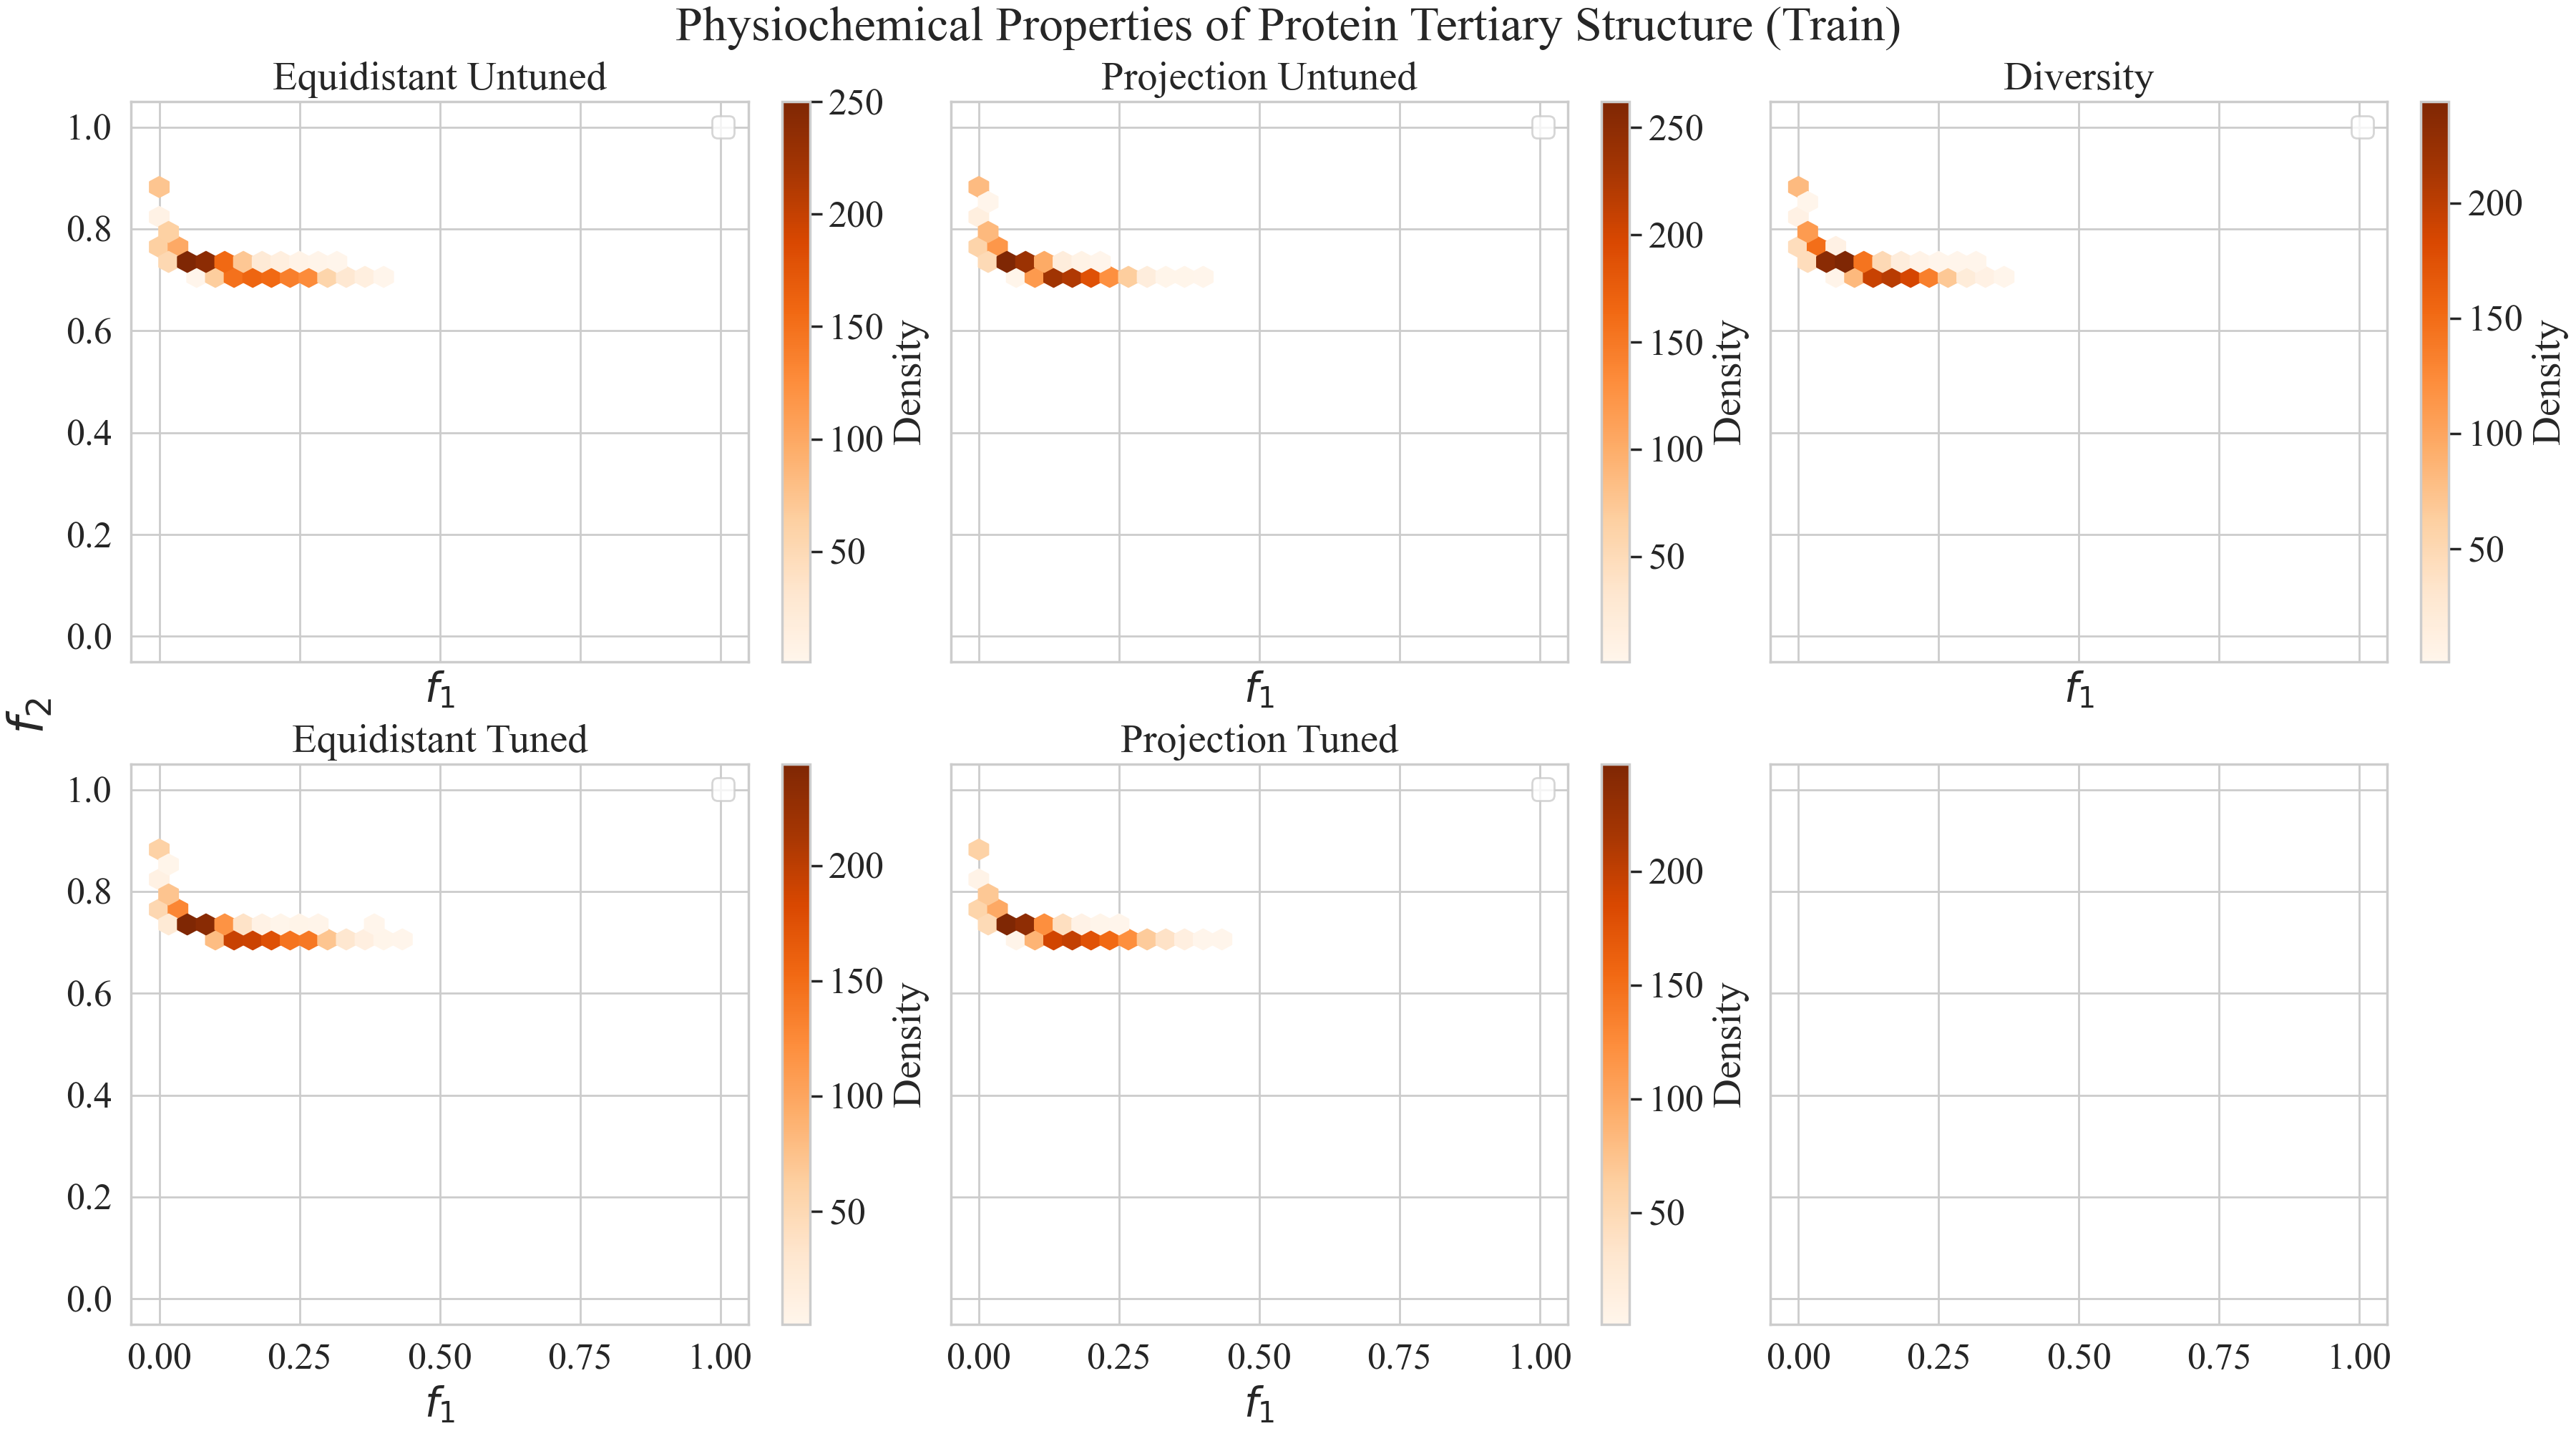 Physiochemical Properties of Protein Tertiary Structure (Train)
Equidistant Untuned
Projection Untuned
Diversity
1.0
0.8
0.6
0.4
0.2
0.0
250
200
150
100
50
Density
250
200
150
100
50
Density
200
150
100
50
Density
f1
f1
f1
f2
Equidistant Tuned
Projection Tuned
1.0
0.8
0.6
0.4
0.2
0.0
200
150
100
50
Density
200
150
100
50
Density
0.00 0.25 0.50 0.75 1.00
0.00 0.25 0.50 0.75 1.00
0.00 0.25 0.50 0.75 1.00
f1
f1